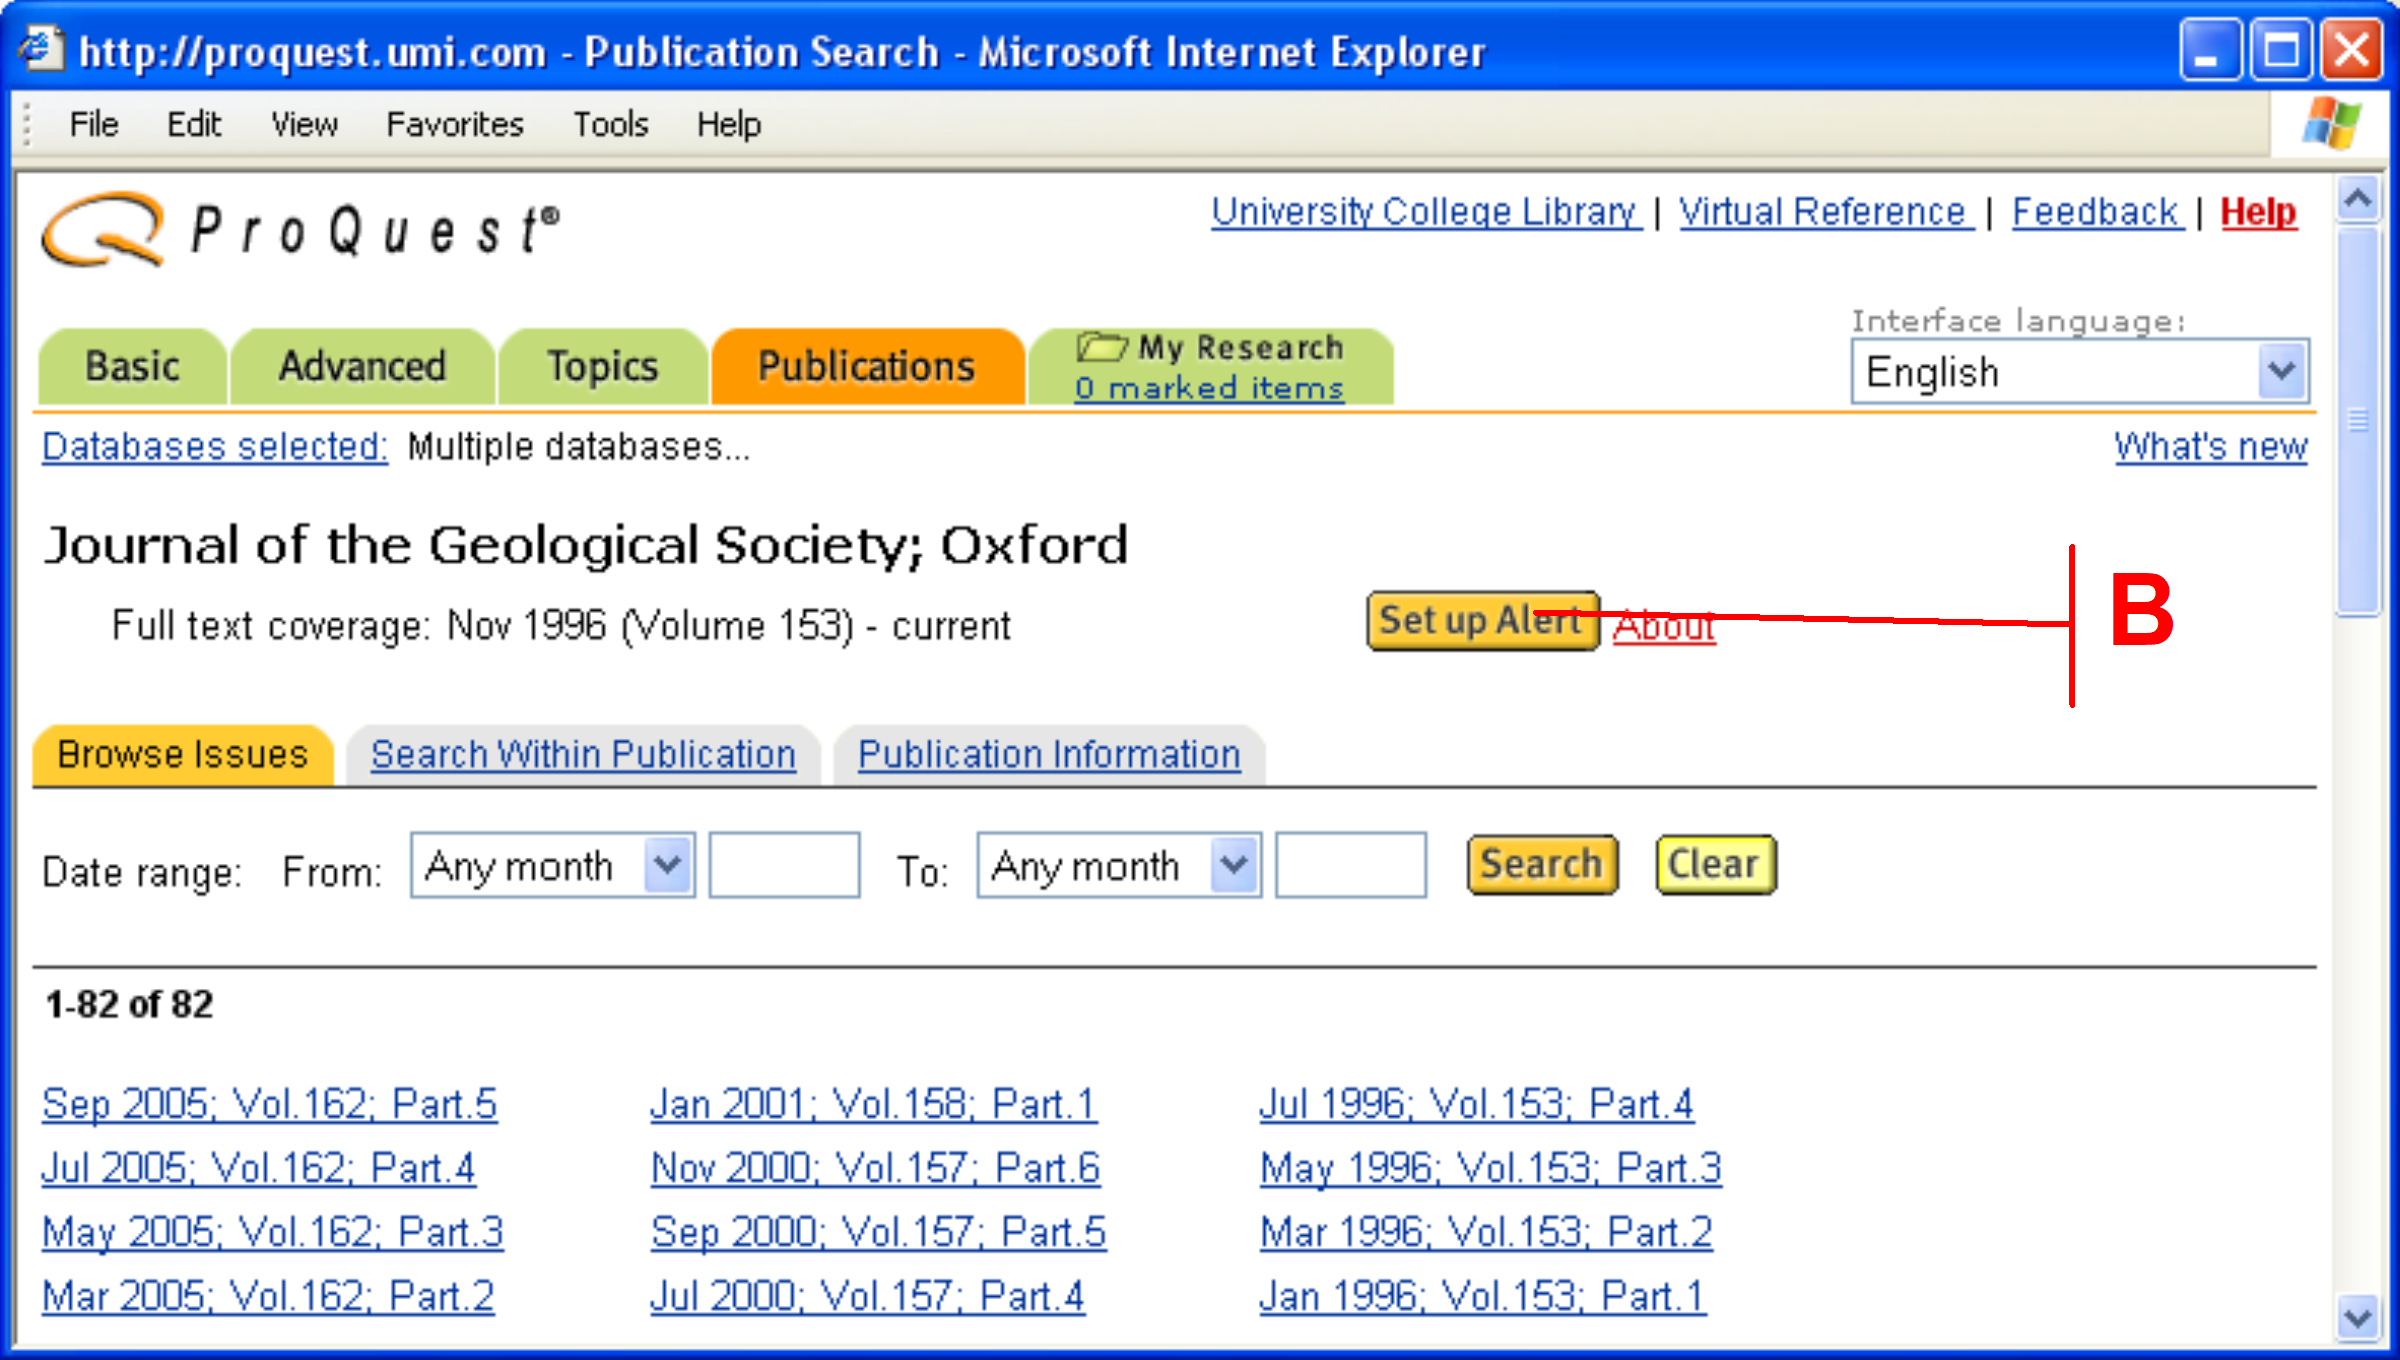 http://proquest.umi.com - Publication Search - Microsoft Internet Explorer
File Edit View Favorites Tools Help
ProQuest®
University College Library | Virtual Reference | Feedback | Help
Interface language:
Basic Advanced Topics Publications My Research
0 marked items
English
Databases selected: Multiple databases...
What's new
Journal of the Geological Society; Oxford
Full text coverage: Nov 1996 (Volume 153) - current
Set up Alert About
B
Browse Issues Search Within Publication Publication Information
Date range: From: Any month To: Any month Search Clear
1-82 of 82
Sep 2005; Vol.162; Part.5 Jan 2001; Vol.158; Part.1 Jul 1996; Vol.153; Part.4
Jul 2005; Vol.162; Part.4 Nov 2000; Vol.157; Part.6 May 1996; Vol.153; Part.3
May 2005; Vol.162; Part.3 Sep 2000; Vol.157; Part.5 Mar 1996; Vol.153; Part.2
Mar 2005; Vol.162; Part.2 Jul 2000; Vol.157; Part.4 Jan 1996; Vol.153; Part.1